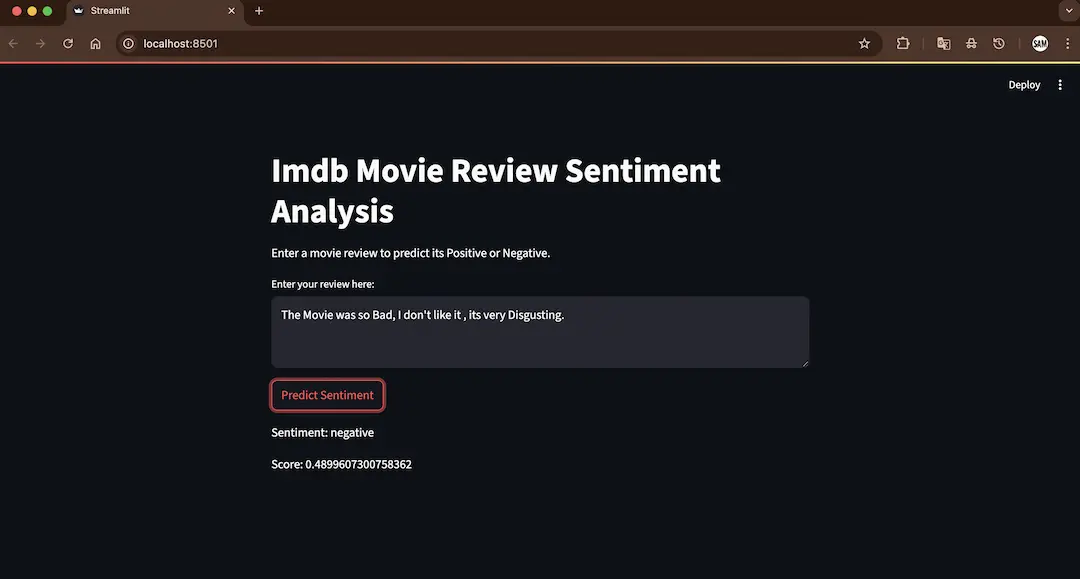 Streamlit
localhost:8501
SAM
Deploy
Imdb Movie Review Sentiment
Analysis
Enter a movie review to predict its Positive or Negative.
Enter your review here:
The Movie was so Bad, I don't like it , its very Disgusting.
Predict Sentiment
Sentiment: negative
Score: 0.4899607300758362